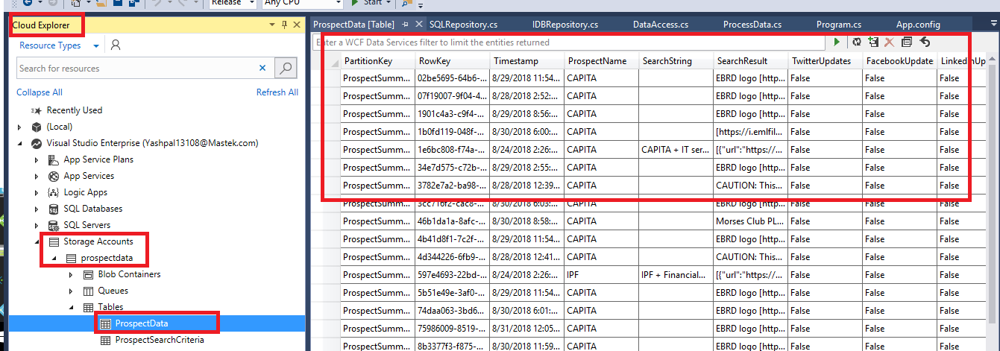 Release Any CPU Start
Cloud Explorer
Resource Types
Search for resources
Collapse All Refresh All
Recently Used
(Local)
Visual Studio Enterprise (Yashpal13108@Mastek.com)
App Service Plans
App Services
Logic Apps
SQL Databases
SQL Servers
Storage Accounts
prospectdata
Blob Containers
Queues
Tables
ProspectData
ProspectSearchCriteria
ProspectData [Table] SQLRepository.cs IDBRepository.cs DataAccess.cs ProcessData.cs Program.cs App.config
Enter a WCF Data Services filter to limit the entities returned
PartitionKey RowKey Timestamp ProspectName SearchString SearchResult TwitterUpdates FacebookUpdate LinkedInUp
ProspectSumm... 02be5695-64b6-... 8/29/2018 11:54... CAPITA EBRD logo [http... False False False
ProspectSumm... 07f19007-9f04-4... 8/28/2018 2:52:... CAPITA EBRD logo [http... False False False
ProspectSumm... 1901c4a3-c9f4-... 8/29/2018 8:56:... CAPITA EBRD logo [http... False False False
ProspectSumm... 1b0fd119-048f-... 8/30/2018 6:00:... CAPITA [https://i.emlfil... False False False
ProspectSumm... 1e6bc808-f74a-... 8/24/2018 2:26:... CAPITA CAPITA + IT ser... [{"url":"https://... False False False
ProspectSumm... 34e7d575-c72b-... 8/29/2018 2:55:... CAPITA EBRD logo [http... False False False
ProspectSumm... 3782e7a2-ba98-... 8/28/2018 12:39... CAPITA CAUTION: This... False False False
ProspectSumm... 3cc716f2-cac8-... 8/30/2018 6:03:... CAPITA EBRD logo [http... False False False
ProspectSumm... 46b1da1a-8afc-... 8/30/2018 8:58:... CAPITA Morses Club PL... False False False
ProspectSumm... 4b41d8f1-7c2f-... 8/29/2018 11:54... CAPITA EBRD logo [http... False False False
ProspectSumm... 4d344226-6fb9-... 8/28/2018 12:41... CAPITA CAUTION: This... False False False
ProspectSumm... 597e4693-22bd-... 8/24/2018 2:26:... IPF IPF + Financial... [{"url":"https://... False False False
ProspectSumm... 5b51e49e-3af0-... 8/29/2018 11:54... CAPITA EBRD logo [http... False False False
ProspectSumm... 74daa063-3bd6... 8/30/2018 6:01:... CAPITA EBRD logo [http... False False False
ProspectSumm... 75986009-8519-... 8/31/2018 12:05... CAPITA EBRD logo [http... False False False
ProspectSumm... 8b3377f3-f875-... 8/30/2018 11:59... CAPITA EBRD logo [http... False False False